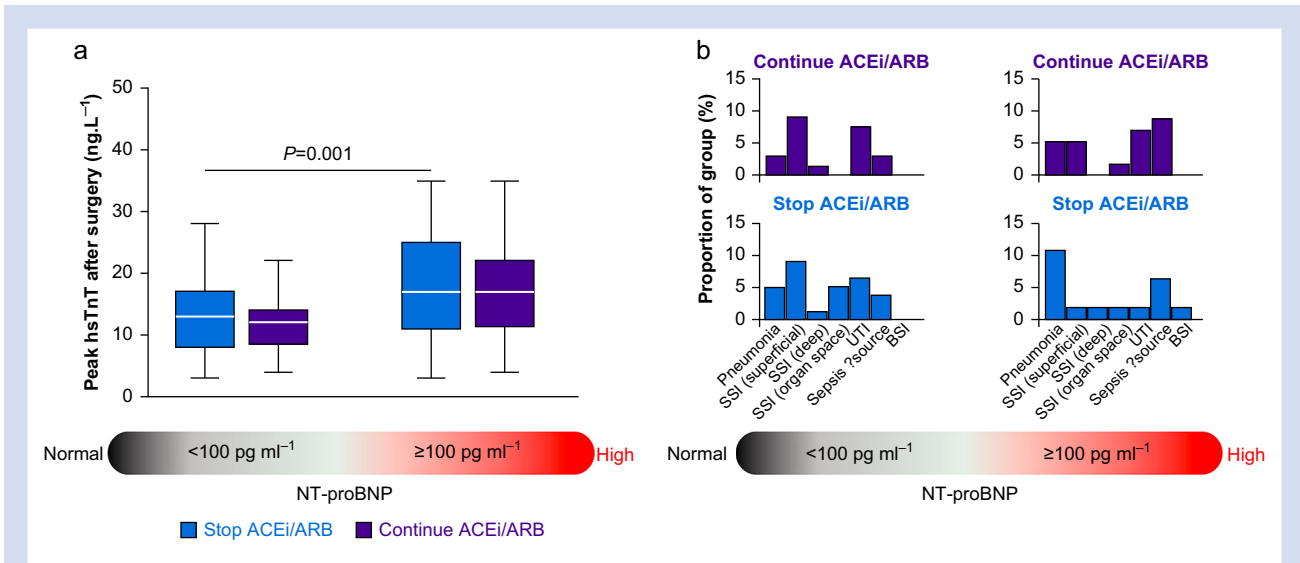 a
Peak hsTnT after surgery (ng.L⁻¹)
50
40
30
20
10
0
P=0.001
Normal
<100 pg ml⁻¹
≥100 pg ml⁻¹
High
NT-proBNP
Stop ACEi/ARB
Continue ACEi/ARB
b
Proportion of group (%)
Continue ACEi/ARB
15
10
5
0
Continue ACEi/ARB
15
10
5
0
Stop ACEi/ARB
15
10
5
0
Pneumonia
SSI (superficial)
SSI (deep)
SSI (organ space)
UTI
Sepsis ?source
BSI
Stop ACEi/ARB
15
10
5
0
Pneumonia
SSI (superficial)
SSI (deep)
SSI (organ space)
UTI
Sepsis ?source
BSI
Normal
<100 pg ml⁻¹
≥100 pg ml⁻¹
High
NT-proBNP